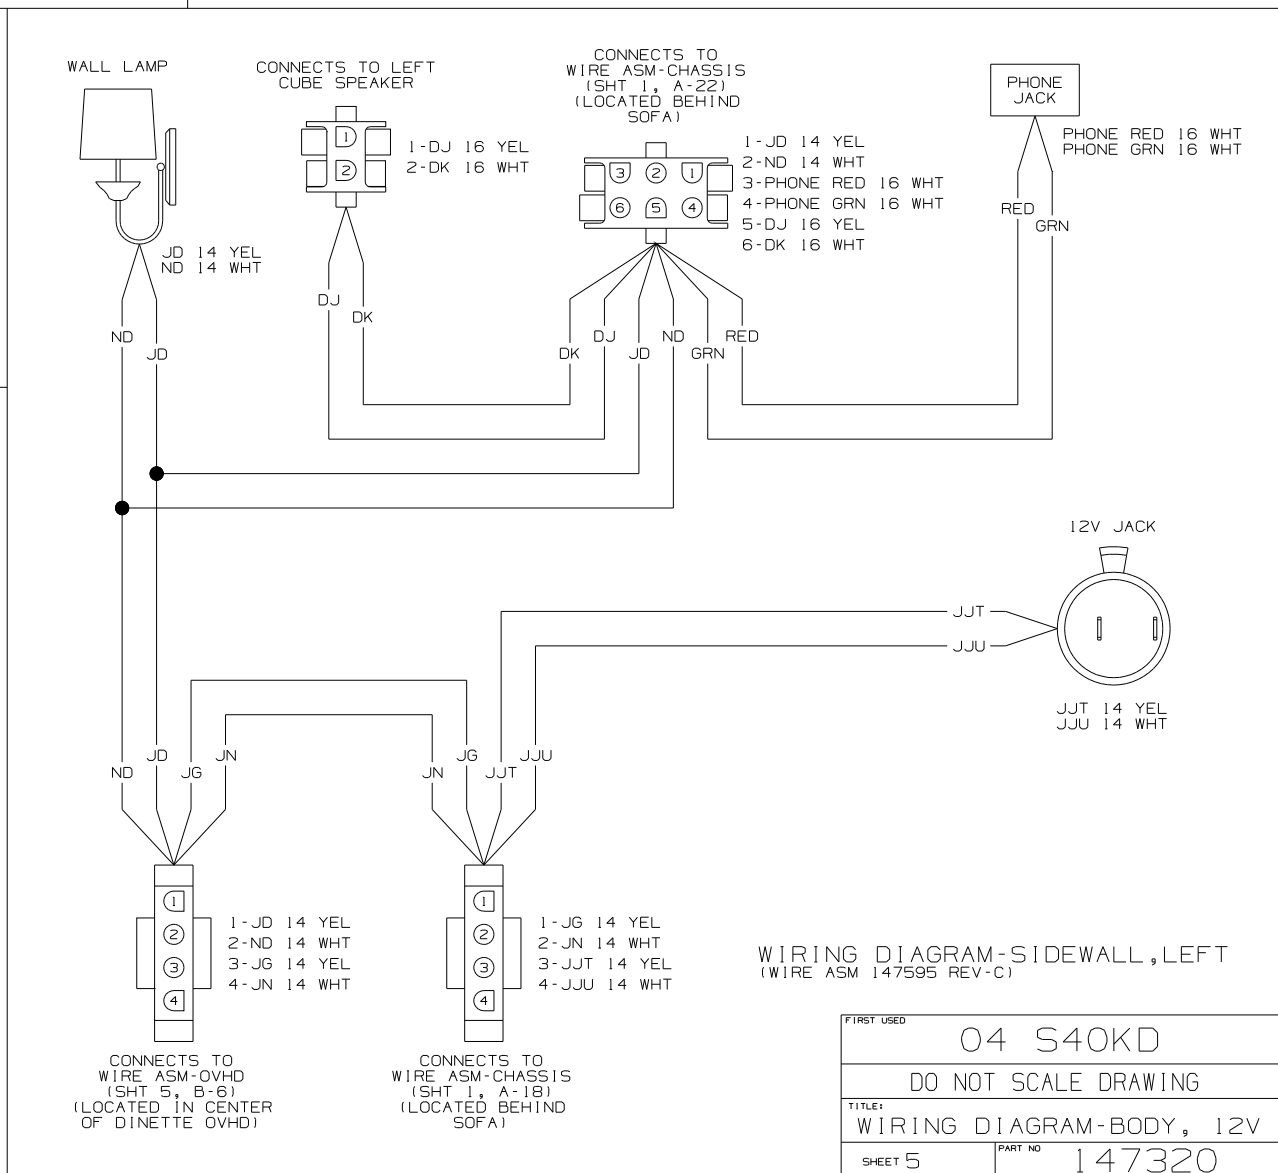 WALL LAMP
JD 14 YEL
ND 14 WHT
CONNECTS TO LEFT
CUBE SPEAKER
1
2
1-DJ 16 YEL
2-DK 16 WHT
CONNECTS TO
WIRE ASM-CHASSIS
(SHT 1, A-22)
(LOCATED BEHIND
SOFA)
3 2 1
6 5 4
1-JD 14 YEL
2-ND 14 WHT
3-PHONE RED 16 WHT
4-PHONE GRN 16 WHT
5-DJ 16 YEL
6-DK 16 WHT
PHONE
JACK
PHONE RED 16 WHT
PHONE GRN 16 WHT
RED
GRN
ND
JD
DJ
DK
DK
DJ
JD
ND
GRN
RED
12V JACK
JJT
JJU
JJT 14 YEL
JJU 14 WHT
ND
JD
JG
JN
JN
JG
JJT
JJU
1
2
3
4
1-JD 14 YEL
2-ND 14 WHT
3-JG 14 YEL
4-JN 14 WHT
CONNECTS TO
WIRE ASM-OVHD
(SHT 5, B-6)
(LOCATED IN CENTER
OF DINETTE OVHD)
1
2
3
4
1-JG 14 YEL
2-JN 14 WHT
3-JJT 14 YEL
4-JJU 14 WHT
CONNECTS TO
WIRE ASM-CHASSIS
(SHT 1, A-18)
(LOCATED BEHIND
SOFA)
WIRING DIAGRAM-SIDEWALL,LEFT
(WIRE ASM 147595 REV-C)
FIRST USED
04 S40KD
DO NOT SCALE DRAWING
TITLE:
WIRING DIAGRAM-BODY, 12V
SHEET 5
PART NO
147320